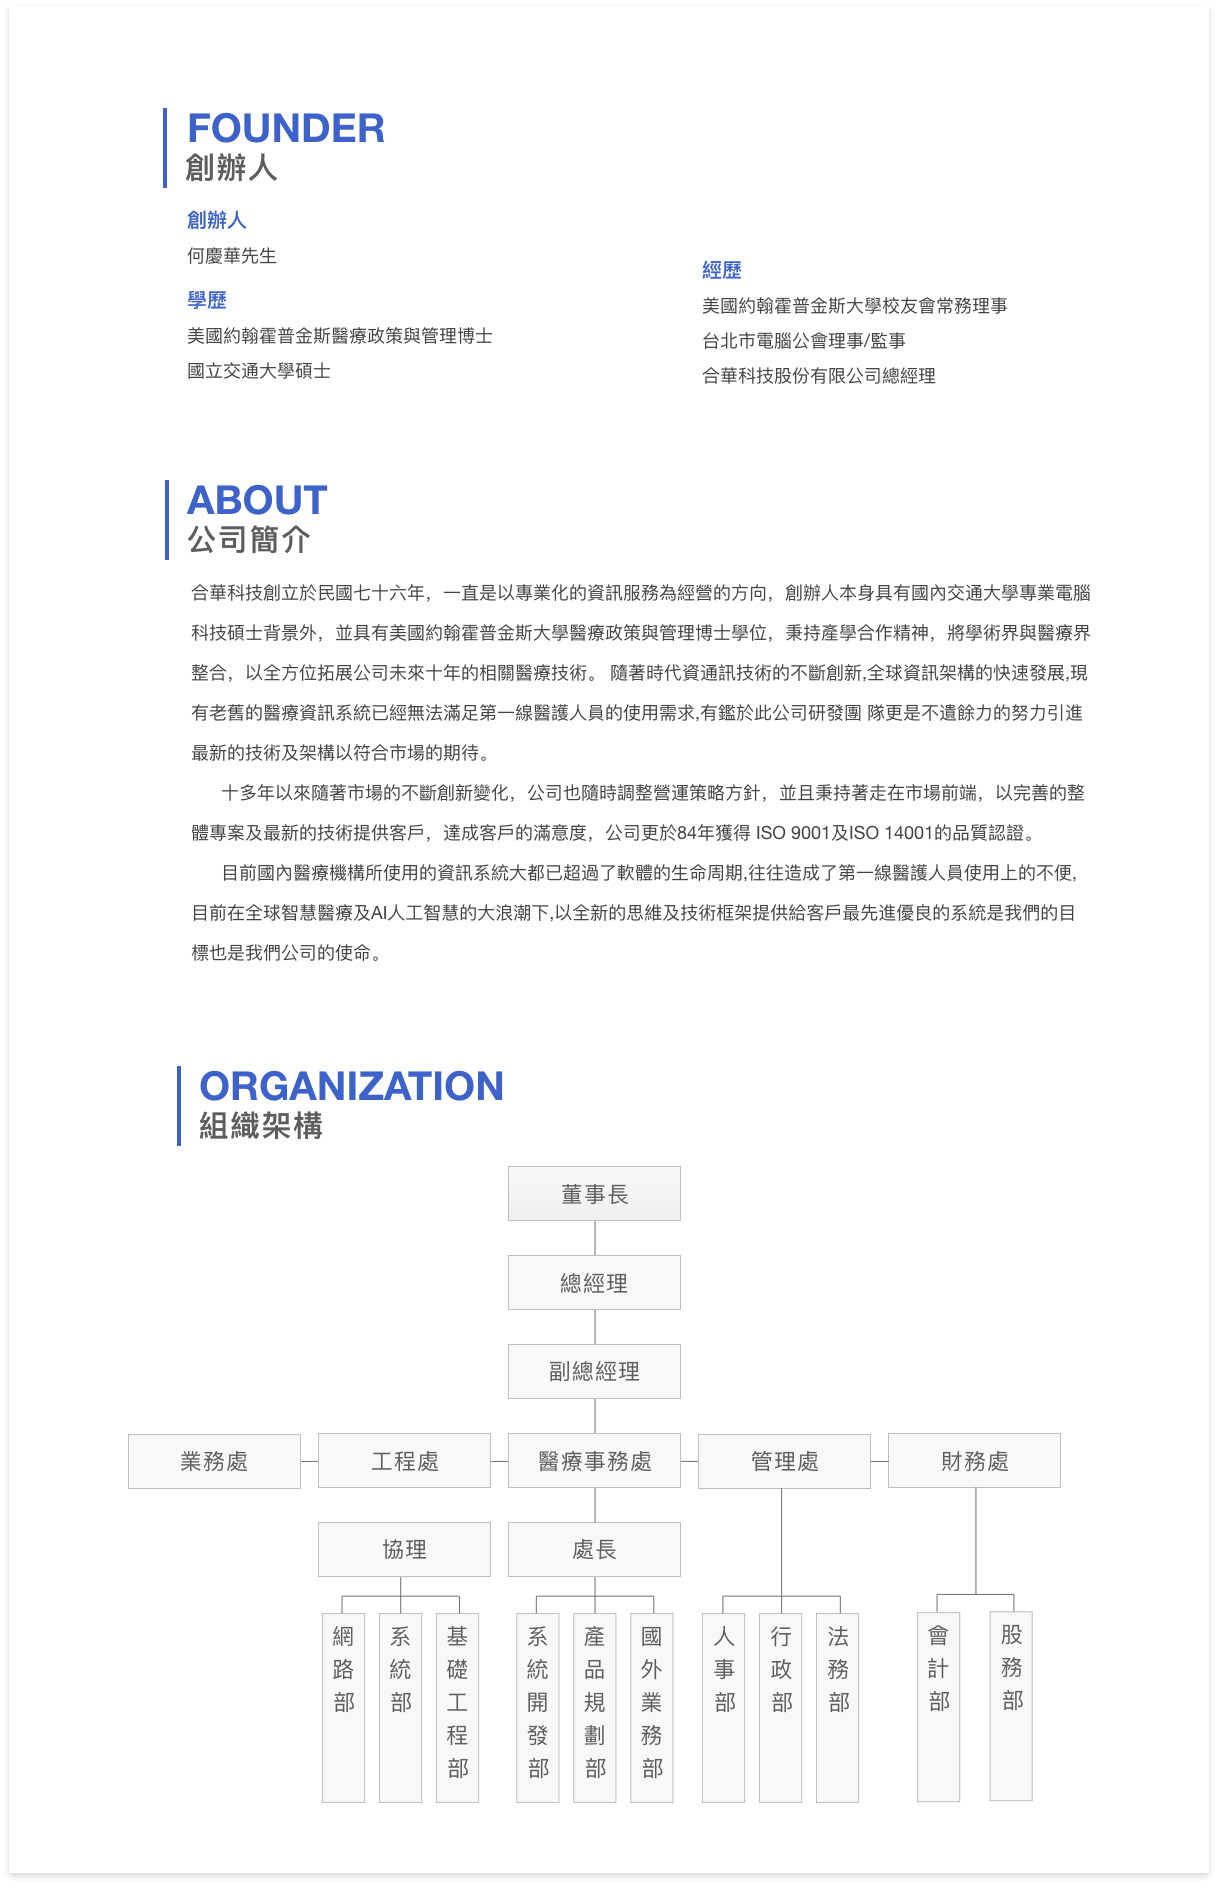 FOUNDER
創辦人
創辦人
何慶華先生
學歷
美國約翰霍普金斯醫療政策與管理博士
國立交通大學碩士
經歷
美國約翰霍普金斯大學校友會常務理事
台北市電腦公會理事/監事
合華科技股份有限公司總經理
ABOUT
公司簡介
合華科技創立於民國七十六年，一直是以專業化的資訊服務為經營的方向，創辦人本身具有國內交通大學專業電腦
科技碩士背景外，並具有美國約翰霍普金斯大學醫療政策與管理博士學位，秉持產學合作精神，將學術界與醫療界
整合，以全方位拓展公司未來十年的相關醫療技術。 隨著時代資通訊技術的不斷創新,全球資訊架構的快速發展,現
有老舊的醫療資訊系統已經無法滿足第一線醫護人員的使用需求,有鑑於此公司研發團 隊更是不遺餘力的努力引進
最新的技術及架構以符合市場的期待。
十多年以來隨著市場的不斷創新變化，公司也隨時調整營運策略方針，並且秉持著走在市場前端，以完善的整
體專案及最新的技術提供客戶，達成客戶的滿意度，公司更於84年獲得 ISO 9001及ISO 14001的品質認證。
目前國內醫療機構所使用的資訊系統大都已超過了軟體的生命周期,往往造成了第一線醫護人員使用上的不便,
目前在全球智慧醫療及AI人工智慧的大浪潮下,以全新的思維及技術框架提供給客戶最先進優良的系統是我們的目
標也是我們公司的使命。
ORGANIZATION
組織架構
董事長
總經理
副總經理
業務處
工程處
醫療事務處
管理處
財務處
協理
處長
網路部
系統部
基礎工程部
系統開發部
產品規劃部
國外業務部
人事部
行政部
法務部
會計部
股務部